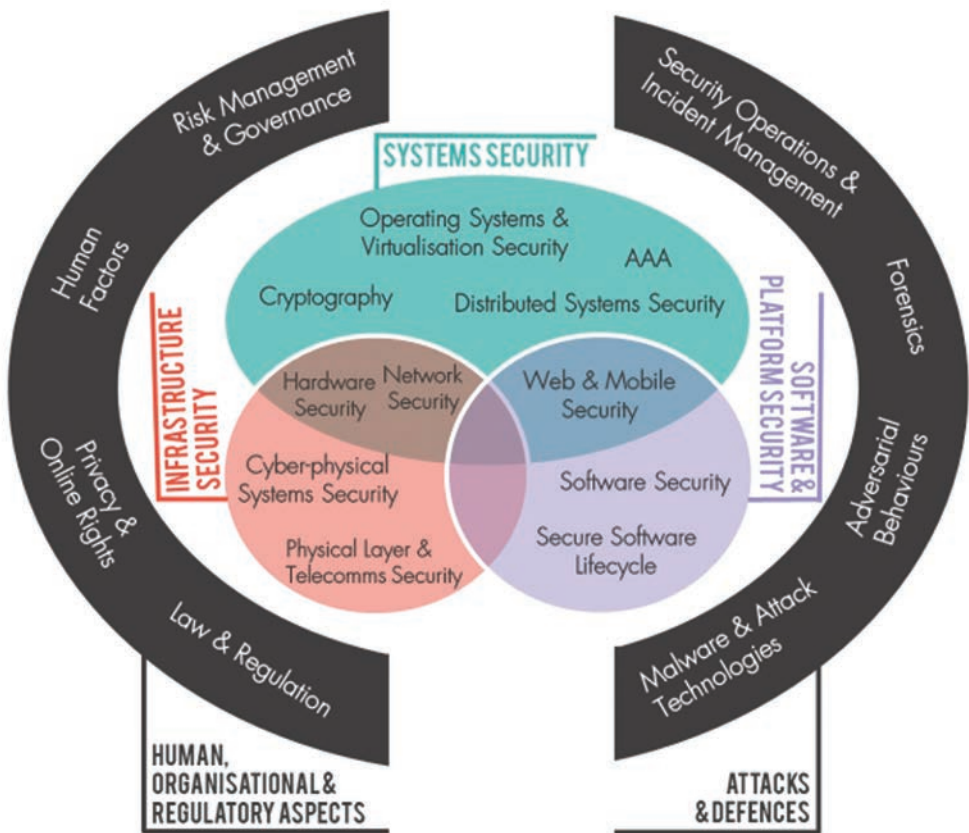 Risk Management
& Governance
Human
Factors
Privacy &
Online Rights
Law & Regulation
HUMAN,
ORGANISATIONAL &
REGULATORY ASPECTS
SYSTEMS SECURITY
Operating Systems &
Virtualisation Security
AAA
Cryptography
Distributed Systems Security
INFRASTRUCTURE
SECURITY
Hardware
Security
Network
Security
Cyber-physical
Systems Security
Physical Layer &
Telecomms Security
Web & Mobile
Security
SOFTWARE &
PLATFORM SECURITY
Software Security
Secure Software
Lifecycle
Security Operations &
Incident Management
Forensics
Adversarial
Behaviours
Malware & Attack
Technologies
ATTACKS
& DEFENCES